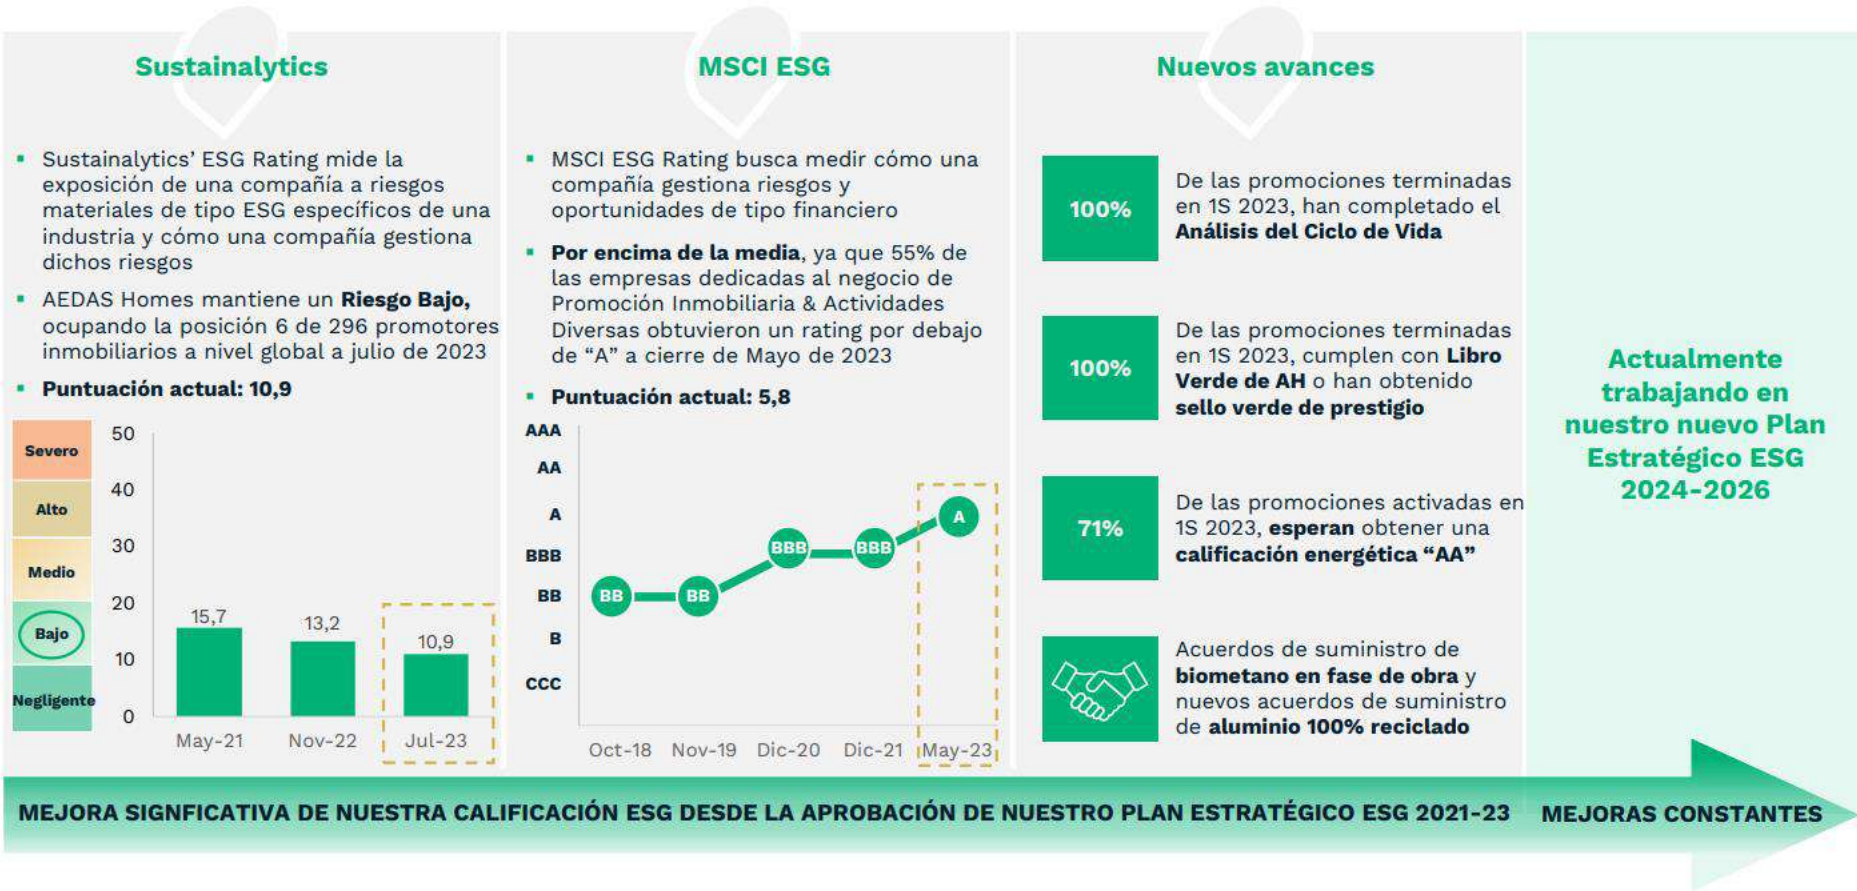 Sustainalytics
▪ Sustainalytics’ ESG Rating mide la
exposición de una compañía a riesgos
materiales de tipo ESG específicos de una
industria y cómo una compañía gestiona
dichos riesgos
▪ AEDAS Homes mantiene un Riesgo Bajo,
ocupando la posición 6 de 296 promotores
inmobiliarios a nivel global a julio de 2023
▪ Puntuación actual: 10,9
Severo
Alto
Medio
Bajo
Negligente
50
40
30
20
10
0
15,7
13,2
10,9
May-21 Nov-22 Jul-23
MSCI ESG
▪ MSCI ESG Rating busca medir cómo una
compañía gestiona riesgos y
oportunidades de tipo financiero
▪ Por encima de la media, ya que 55% de
las empresas dedicadas al negocio de
Promoción Inmobiliaria & Actividades
Diversas obtuvieron un rating por debajo
de “A” a cierre de Mayo de 2023
▪ Puntuación actual: 5,8
AAA
AA
A
BBB
BB
B
CCC
BB BB BBB BBB A
Oct-18 Nov-19 Dic-20 Dic-21 May-23
Nuevos avances
100%
De las promociones terminadas
en 1S 2023, han completado el
Análisis del Ciclo de Vida
100%
De las promociones terminadas
en 1S 2023, cumplen con Libro
Verde de AH o han obtenido
sello verde de prestigio
71%
De las promociones activadas en
1S 2023, esperan obtener una
calificación energética “AA”
Acuerdos de suministro de
biometano en fase de obra y
nuevos acuerdos de suministro
de aluminio 100% reciclado
Actualmente
trabajando en
nuestro nuevo Plan
Estratégico ESG
2024-2026
MEJORA SIGNFICATIVA DE NUESTRA CALIFICACIÓN ESG DESDE LA APROBACIÓN DE NUESTRO PLAN ESTRATÉGICO ESG 2021-23
MEJORAS CONSTANTES